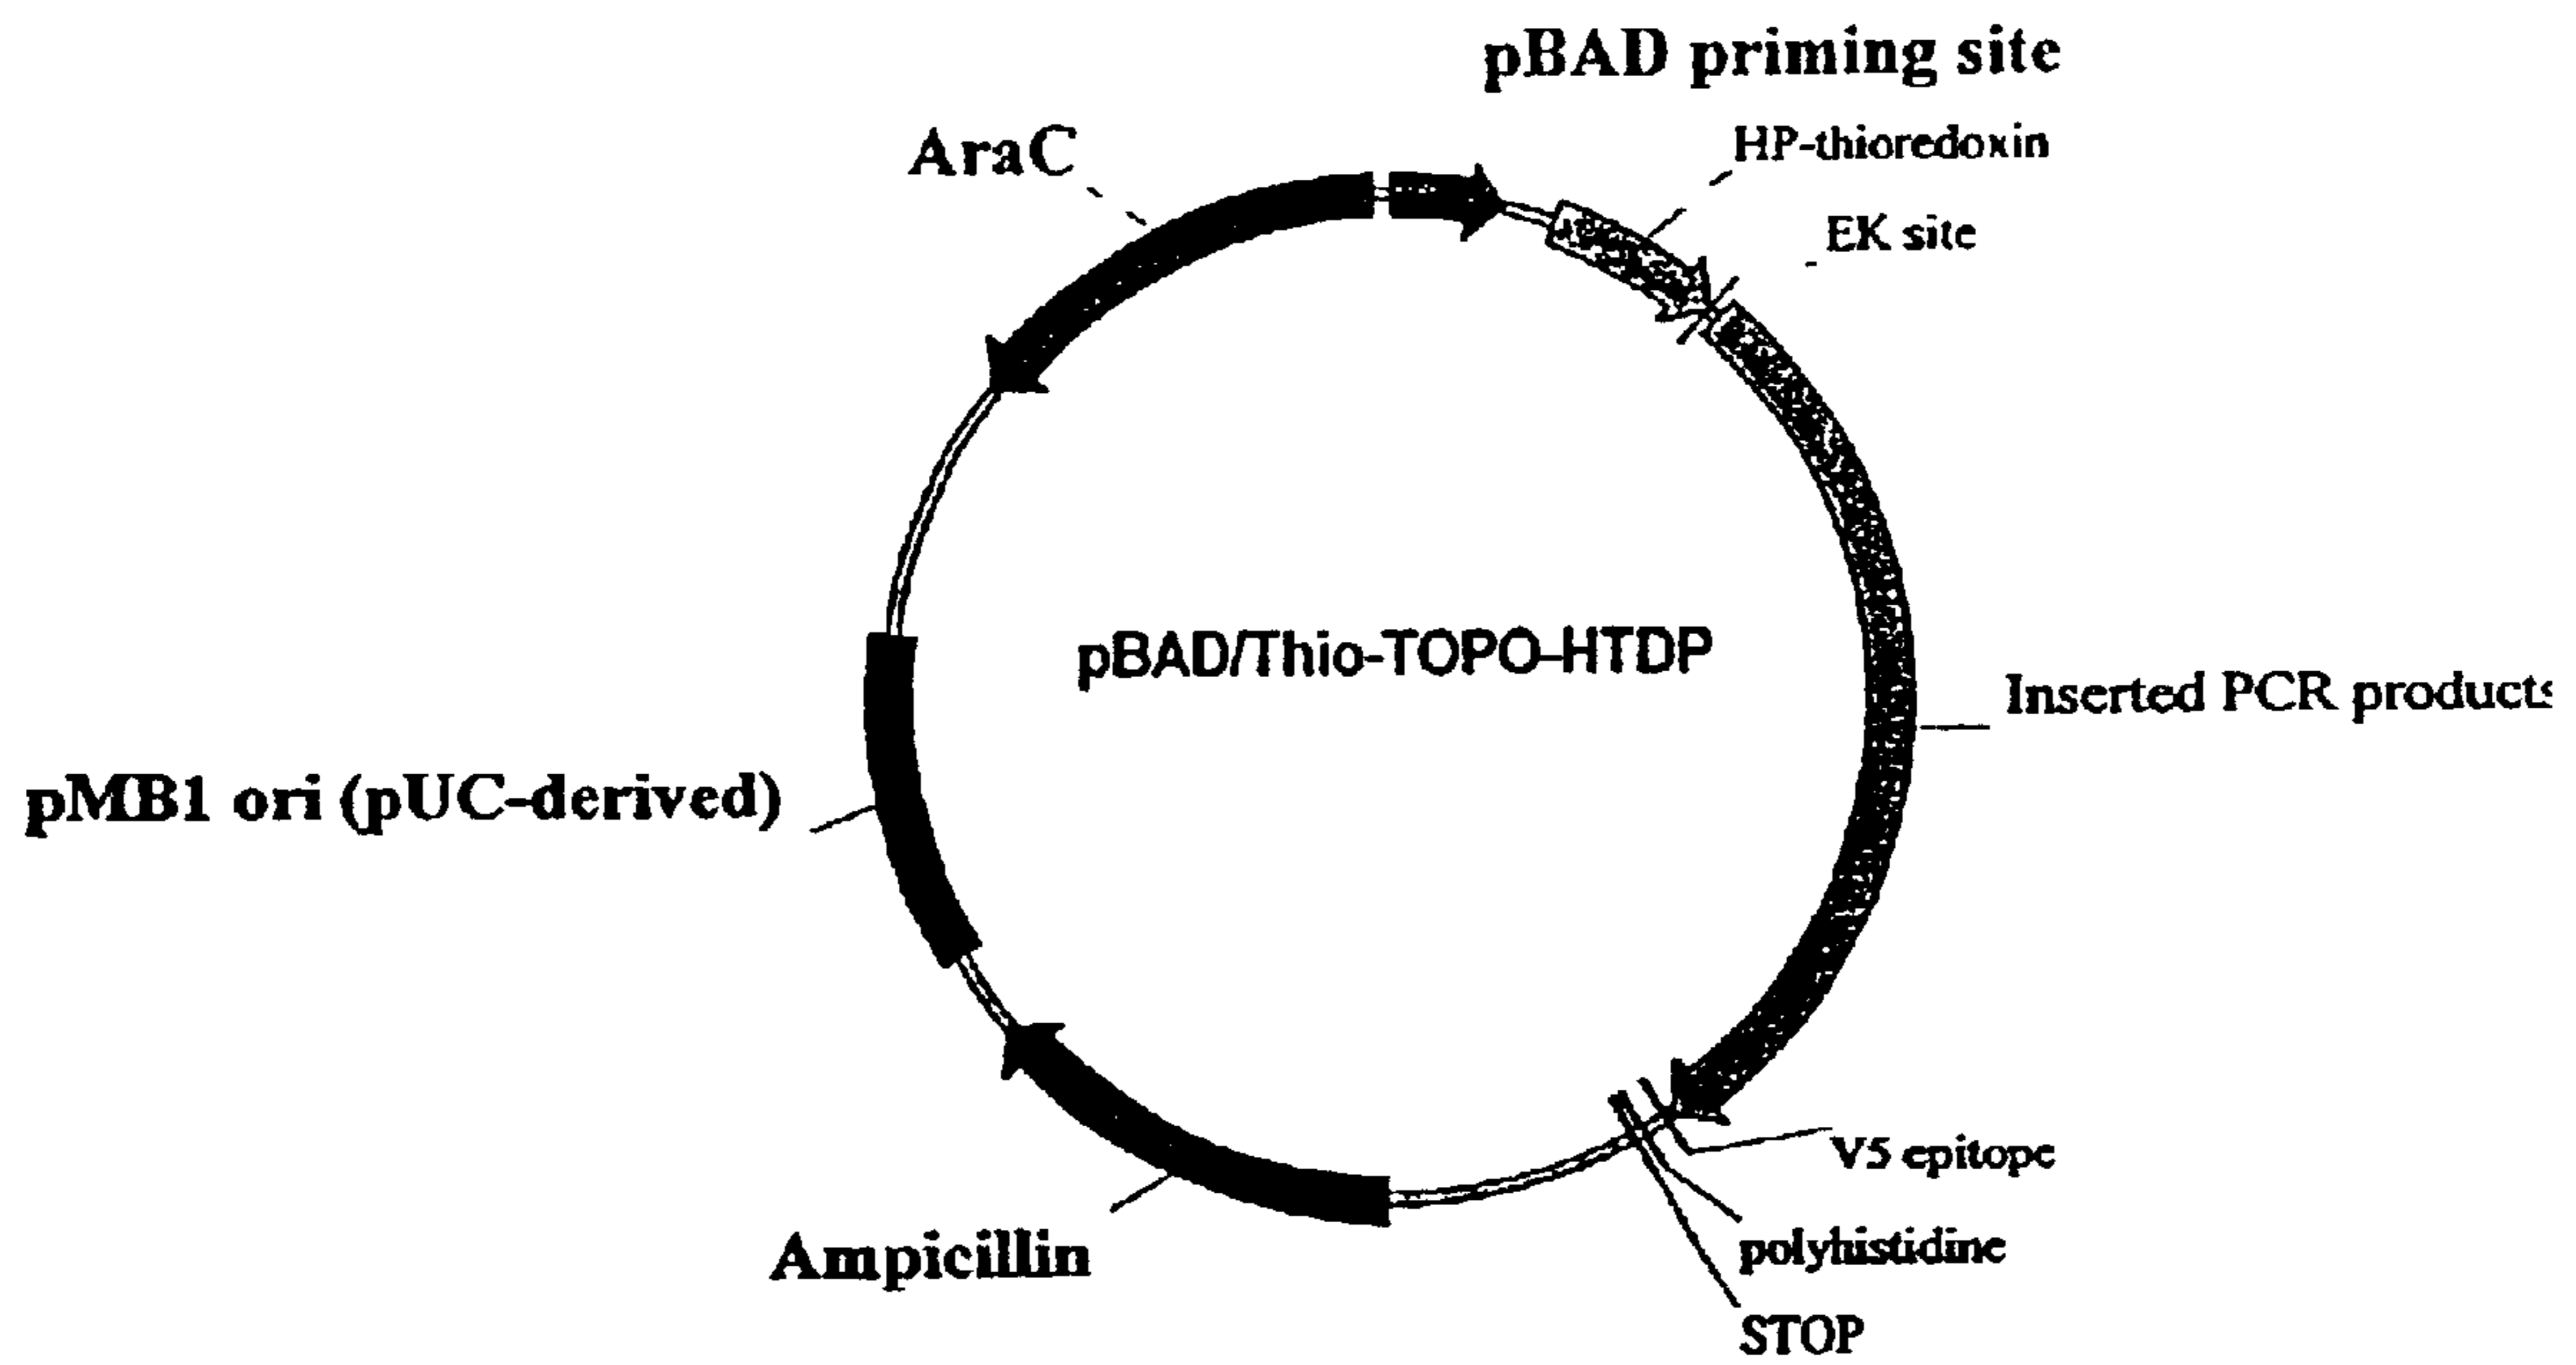 pBAD priming site
AraC
HP-thioredoxin
EK site
pBAD/Thio-TOPO-HTDP
Inserted PCR products
pMB1 ori (pUC-derived)
V5 epitope
Ampicillin
polyhistidine
STOP